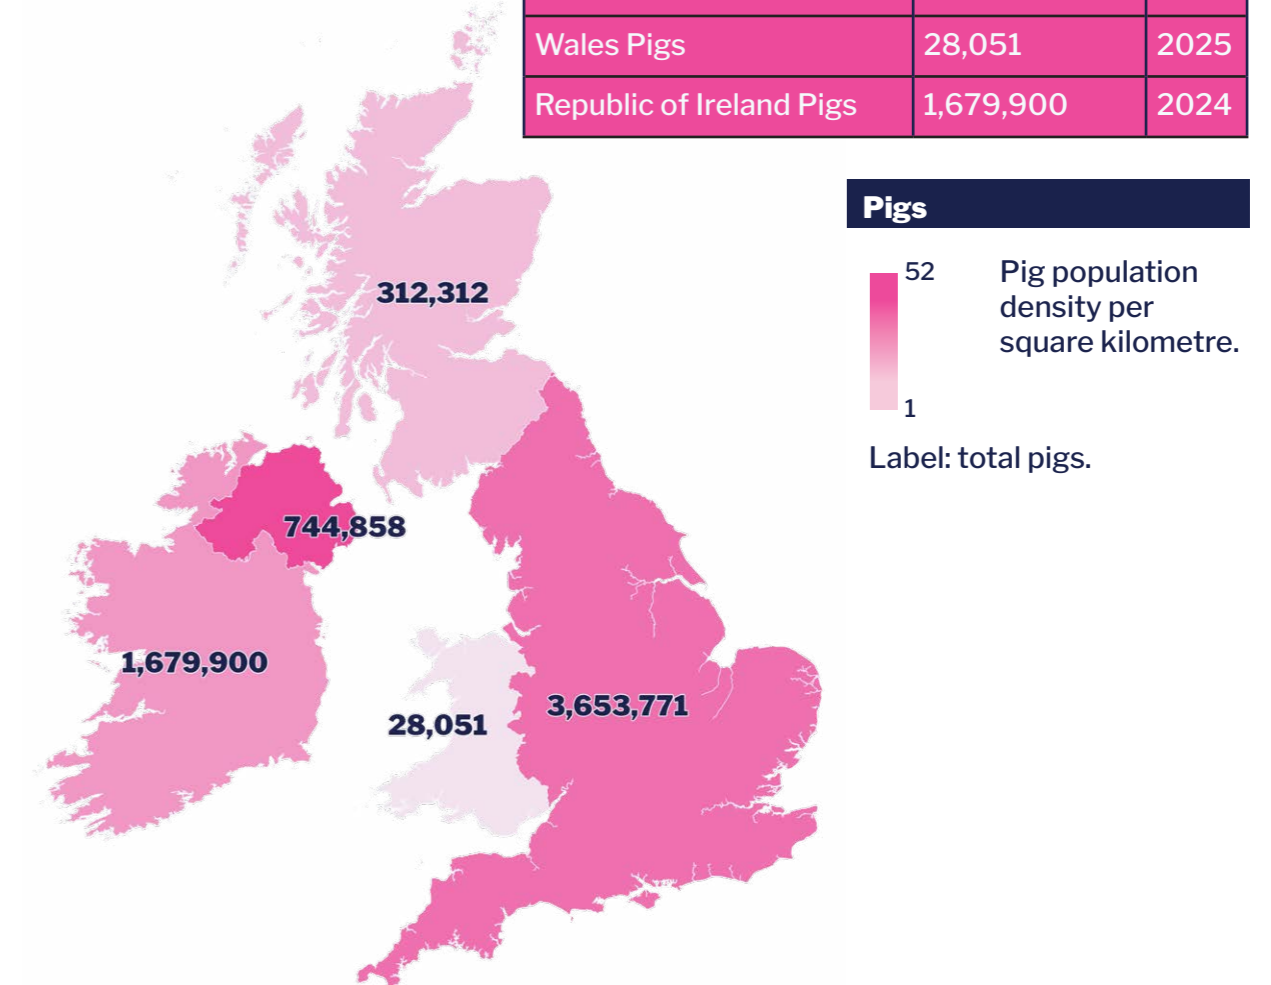 Wales Pigs 28,051 2025
Republic of Ireland Pigs 1,679,900 2024
Pigs
52
Pig population
density per
square kilometre.
1
Label: total pigs.
312,312
744,858
1,679,900
28,051
3,653,771